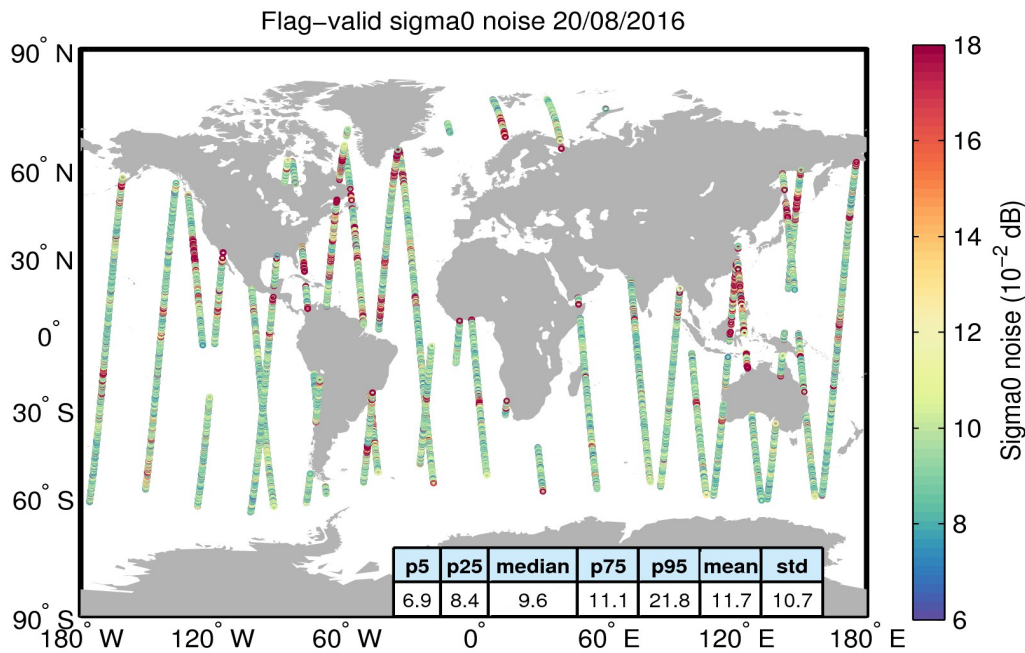 Flag−valid sigma0 noise 20/08/2016
90° N
60° N
30° N
0°
30° S
60° S
90° S
180° W
120° W
60° W
0°
60° E
120° E
180° E
p5 p25 median p75 p95 mean std
6.9 8.4 9.6 11.1 21.8 11.7 10.7
18
16
14
12
10
8
6
Sigma0 noise (10⁻² dB)